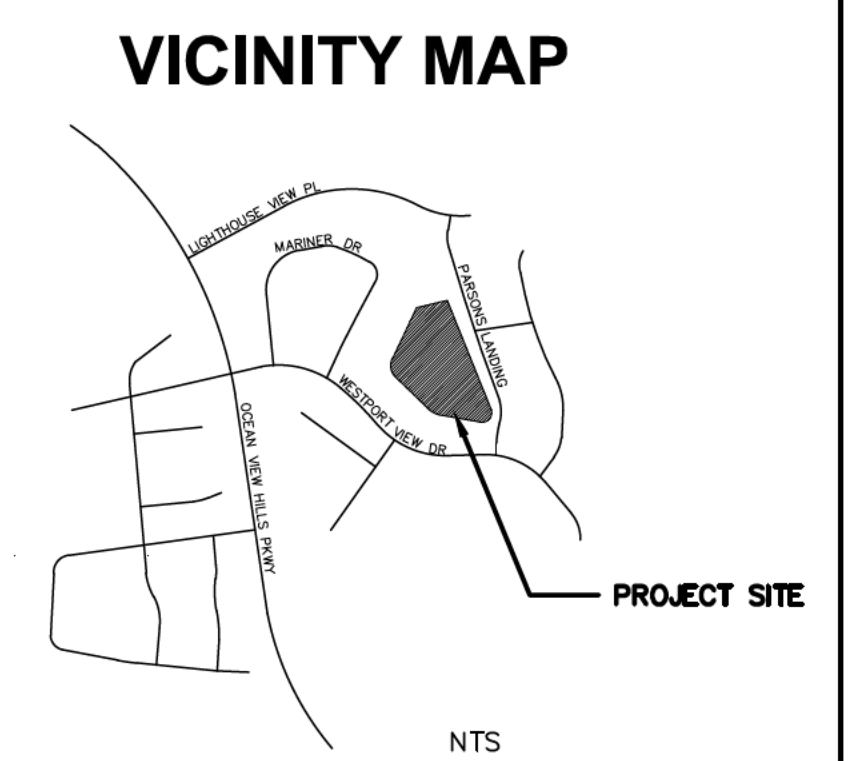 VICINITY MAP
LIGHTHOUSE VIEW PL
MARINER DR
PARSONS LANDING
WESTPORT VIEW DR
OCEAN VIEW HILLS PKWY
PROJECT SITE
NTS